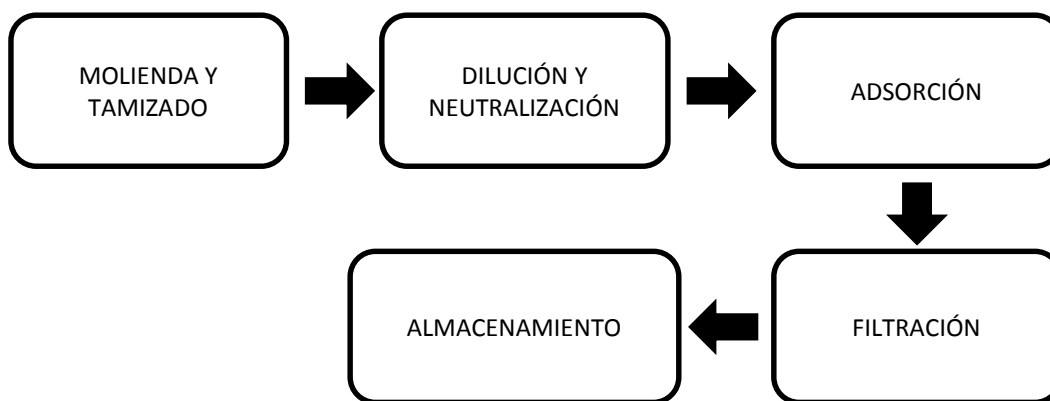 MOLIENDA Y
TAMIZADO
DILUCIÓN Y
NEUTRALIZACIÓN
ADSORCIÓN
FILTRACIÓN
ALMACENAMIENTO